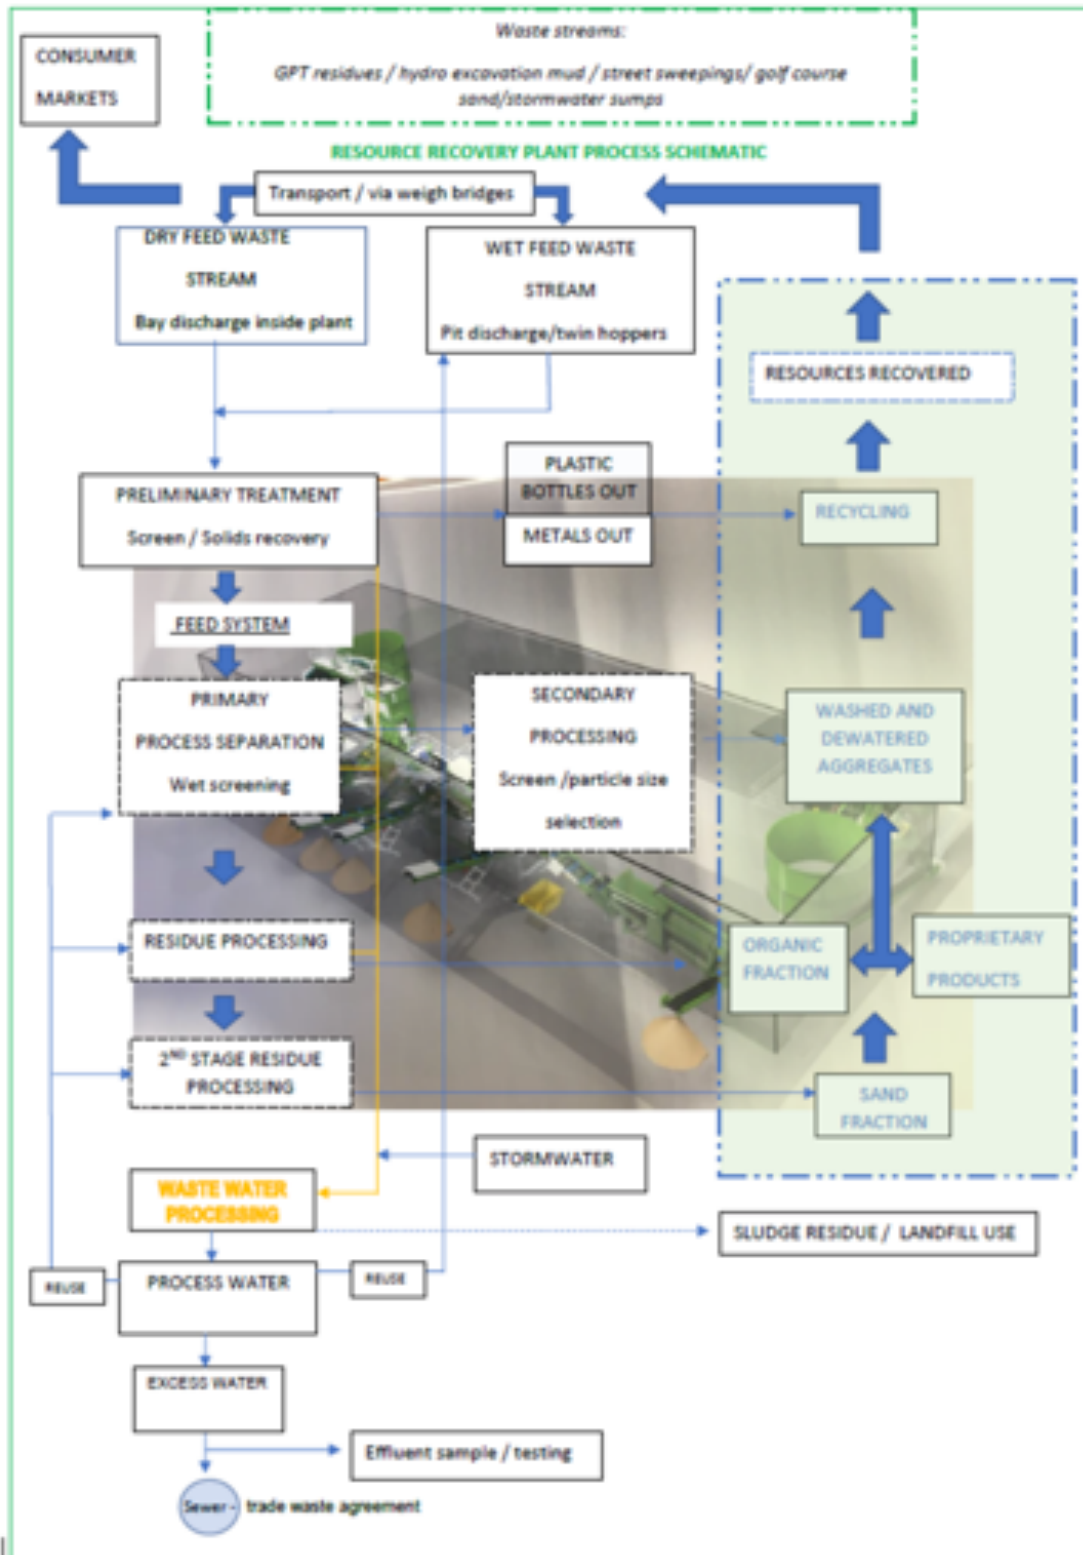 Waste streams:
GPT residues / hydro excavation mud / street sweepings/ golf course
sand/stormwater sumps
CONSUMER
MARKETS
RESOURCE RECOVERY PLANT PROCESS SCHEMATIC
Transport / via weigh bridges
DRY FEED WASTE
STREAM
Bay discharge inside plant
WET FEED WASTE
STREAM
Pit discharge/twin hoppers
RESOURCES RECOVERED
PRELIMINARY TREATMENT
Screen / Solids recovery
PLASTIC
BOTTLES OUT
METALS OUT
RECYCLING
FEED SYSTEM
PRIMARY
PROCESS SEPARATION
Wet screening
SECONDARY
PROCESSING
Screen /particle size
selection
WASHED AND
DEWATERED
AGGREGATES
RESIDUE PROCESSING
ORGANIC
FRACTION
PROPRIETARY
PRODUCTS
2ND STAGE RESIDUE
PROCESSING
SAND
FRACTION
STORMWATER
WASTE WATER
PROCESSING
SLUDGE RESIDUE / LANDFILL USE
REUSE
PROCESS WATER
REUSE
EXCESS WATER
Effluent sample / testing
Sewer - trade waste agreement